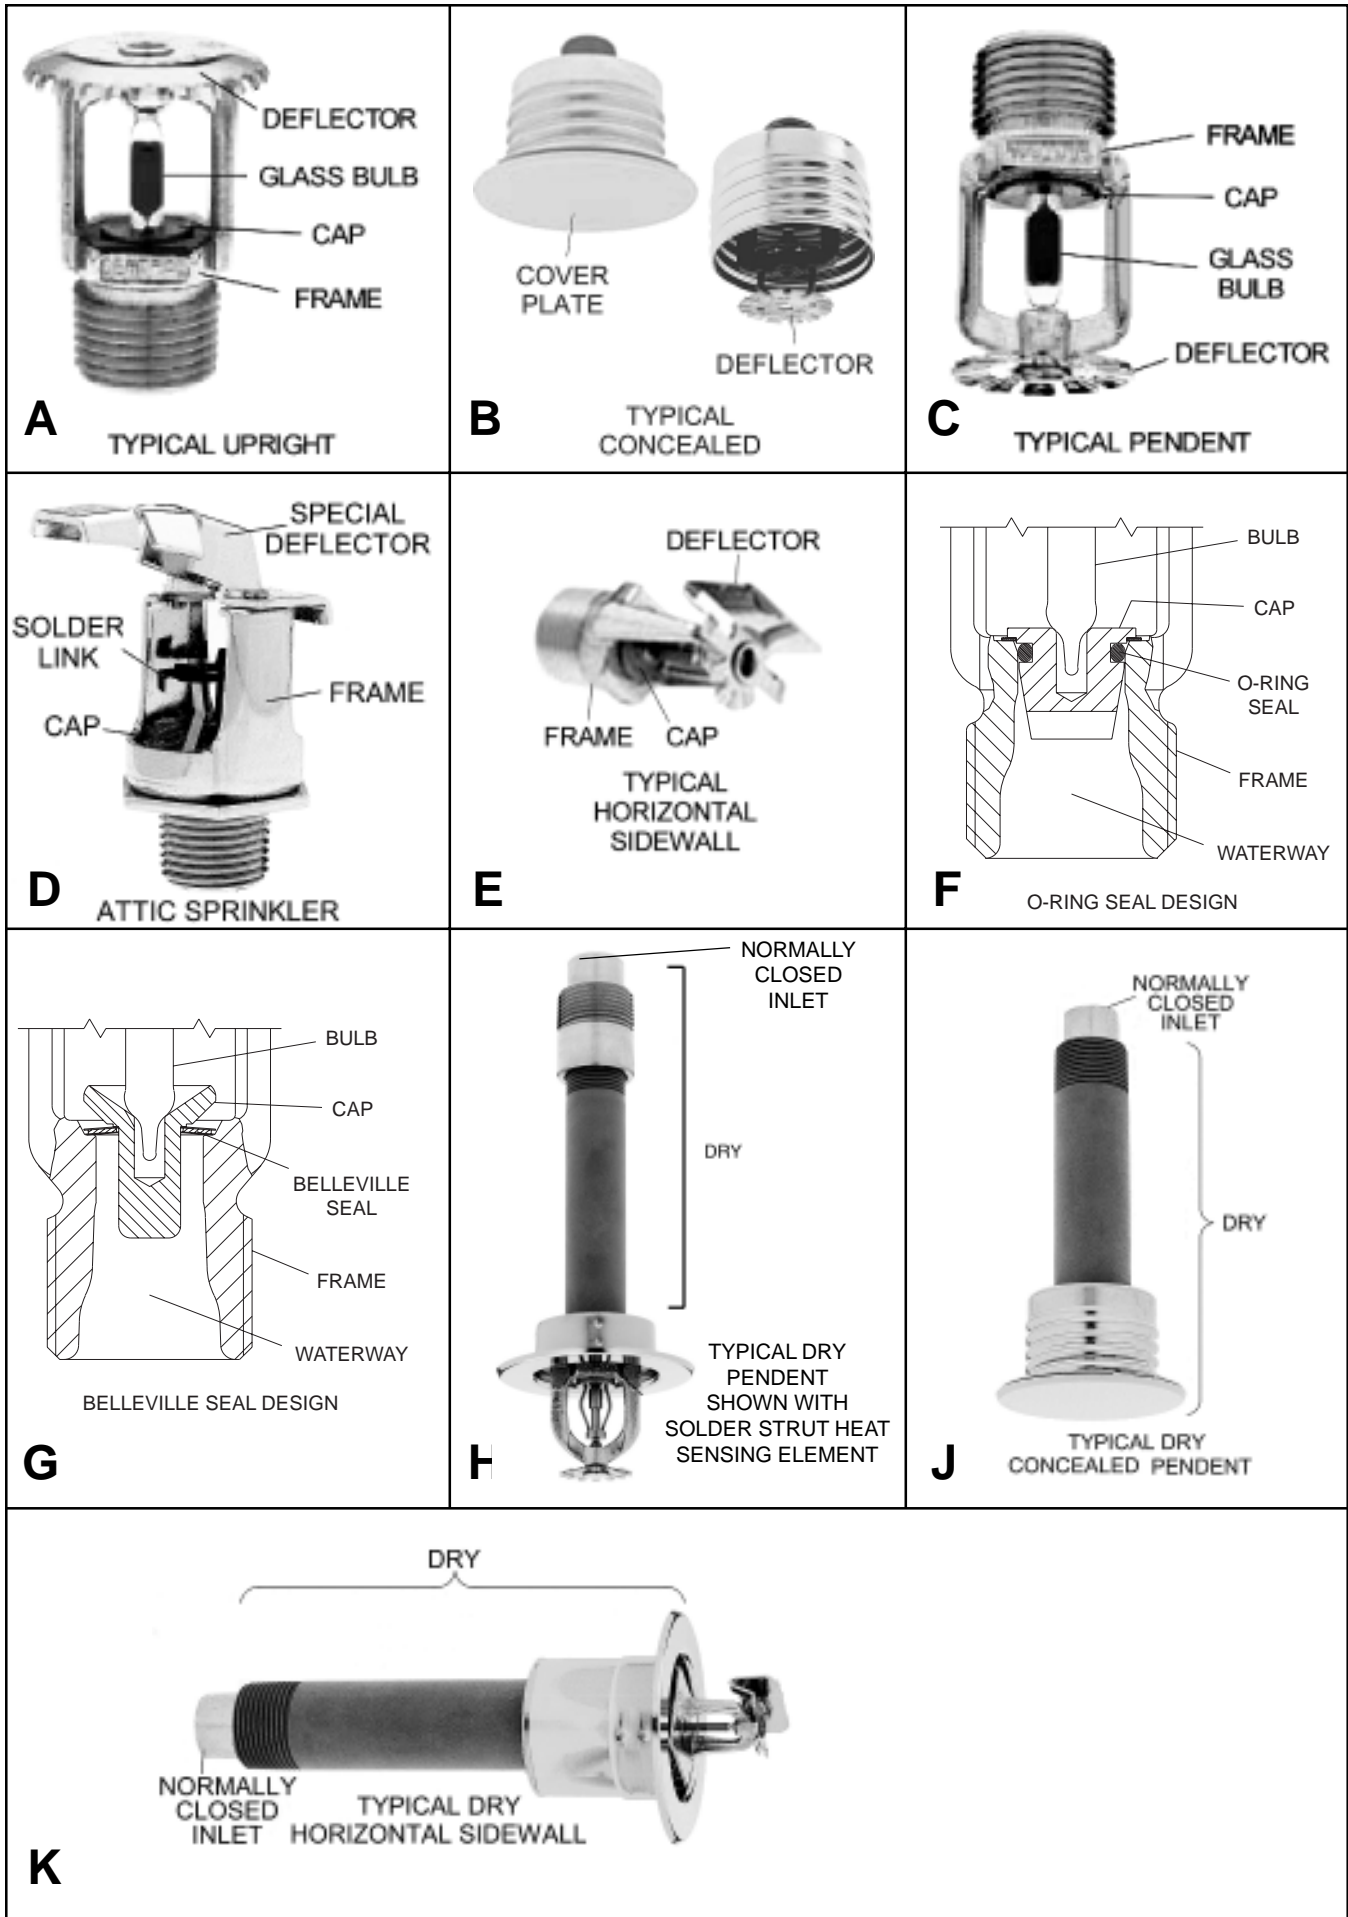 DEFLECTOR
GLASS BULB
CAP
FRAME
A
TYPICAL UPRIGHT
COVER
PLATE
DEFLECTOR
B
TYPICAL
CONCEALED
FRAME
CAP
GLASS
BULB
DEFLECTOR
C
TYPICAL PENDENT
SPECIAL
DEFLECTOR
SOLDER
LINK
FRAME
CAP
D
ATTIC SPRINKLER
DEFLECTOR
FRAME CAP
TYPICAL
HORIZONTAL
SIDEWALL
E
BULB
CAP
O-RING
SEAL
FRAME
WATERWAY
F
O-RING SEAL DESIGN
BULB
CAP
BELLEVILLE
SEAL
FRAME
WATERWAY
BELLEVILLE SEAL DESIGN
G
NORMALLY
CLOSED
INLET
DRY
TYPICAL DRY
PENDENT
SHOWN WITH
SOLDER STRUT HEAT
SENSING ELEMENT
H
NORMALLY
CLOSED
INLET
DRY
J
TYPICAL DRY
CONCEALED PENDENT
DRY
NORMALLY
CLOSED
INLET
TYPICAL DRY
HORIZONTAL SIDEWALL
K